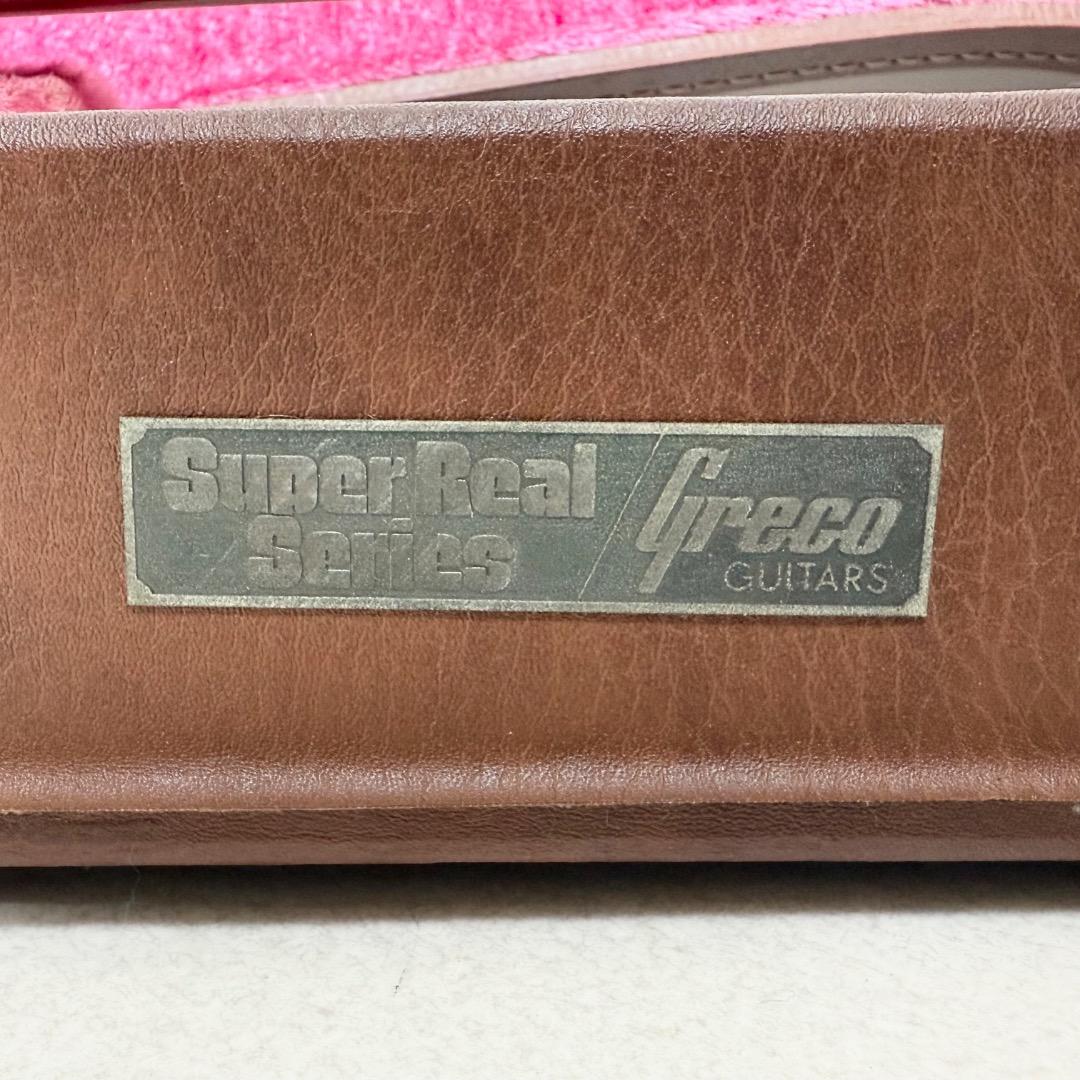 Super Real
Series
Greco
GUITARS